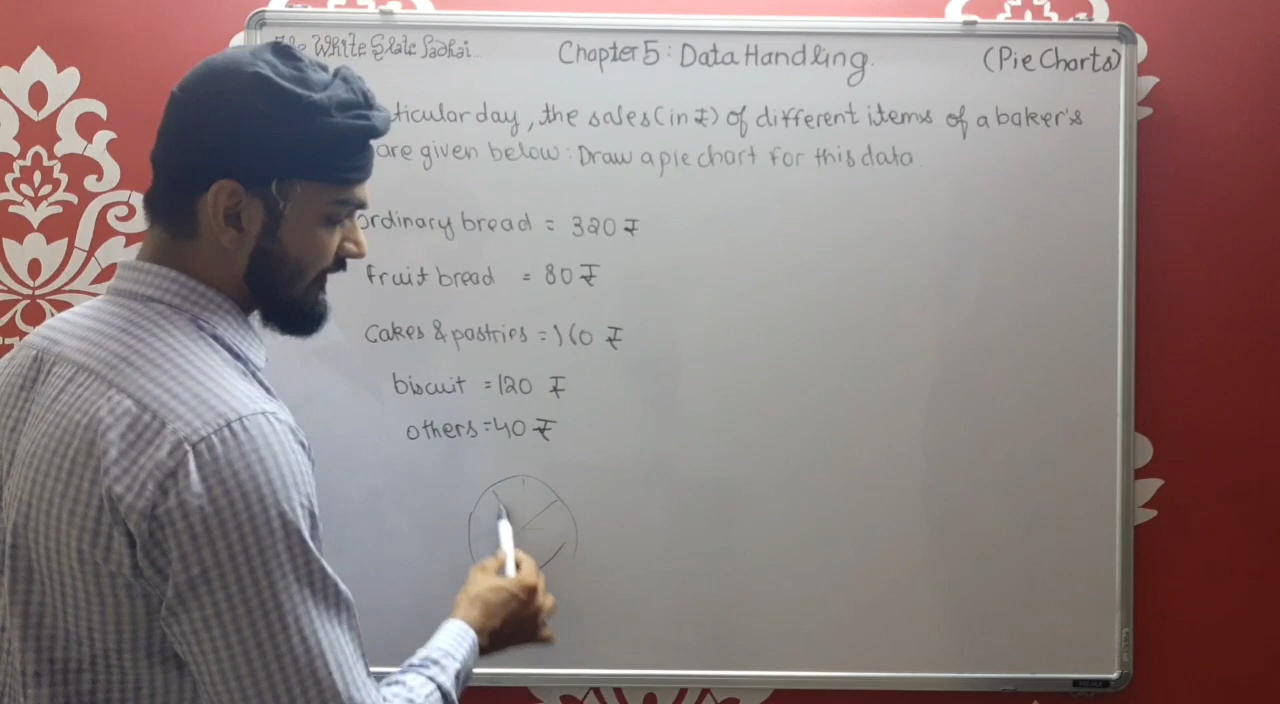 White Slate Padhai...
Chapter 5: Data Handling.
(Pie Charts)
ticular day, the sales (in ₹) of different items of a baker's
are given below: Draw a pie chart for this data.
ordinary bread = 320 ₹
fruit bread = 80 ₹
Cakes & pastries = 160 ₹
biscuit = 120 ₹
others = 40 ₹